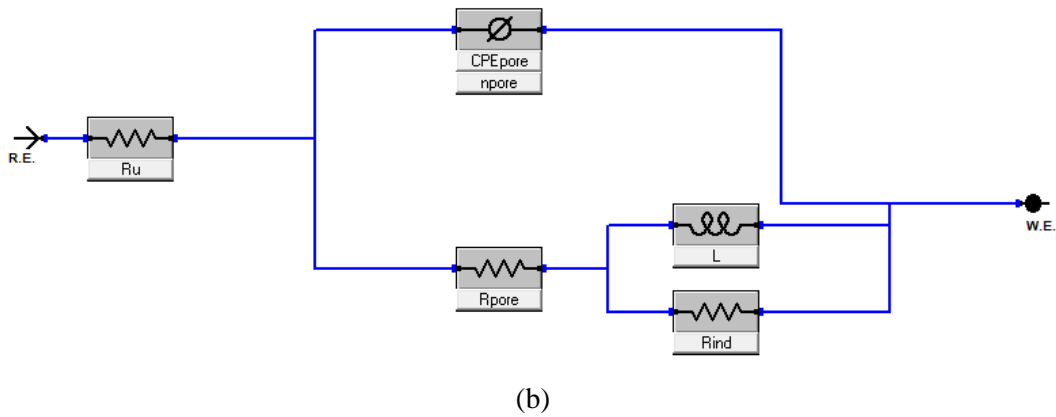 CPEpore
npore
R.E.
Ru
W.E.
L
Rpore
Rind
(b)